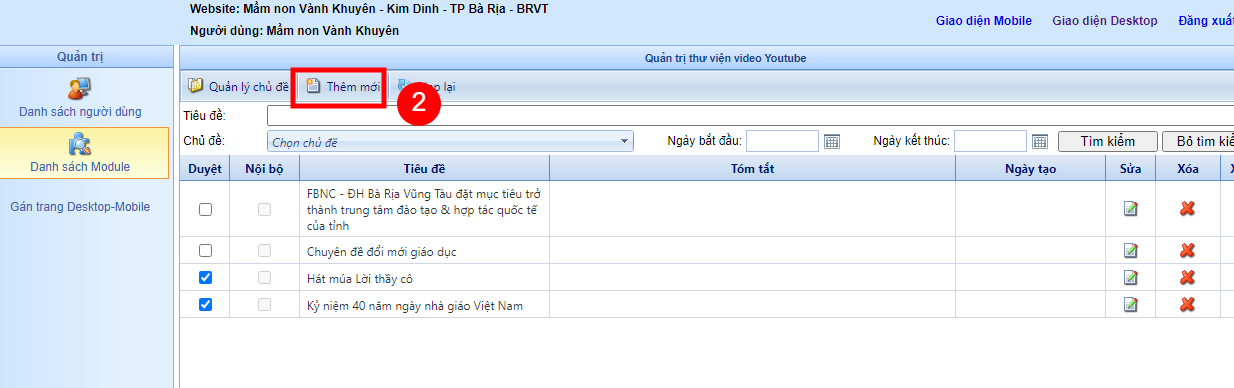 Website: Mầm non Vành Khuyên - Kim Dinh - TP Bà Rịa - BRVT
Người dùng: Mầm non Vành Khuyên
Giao diện Mobile Giao diện Desktop Đăng xuất
Quản trị
Quản trị thư viện video Youtube
Danh sách người dùng
Danh sách Module
Gán trang Desktop-Mobile
Quản lý chủ đề Thêm mới lại
2
Tiêu đề:
Chủ đề: Chọn chủ đề Ngày bắt đầu: Ngày kết thúc: Tìm kiếm Bỏ tìm
Duyệt Nội bộ Tiêu đề Tóm tắt Ngày tạo Sửa Xóa
FBNC - ĐH Bà Rịa Vũng Tàu đặt mục tiêu trở
thành trung tâm đào tạo & hợp tác quốc tế
của tỉnh
Chuyên đề đổi mới giáo dục
Hát múa Lời thầy cô
Kỷ niệm 40 năm ngày nhà giáo Việt Nam